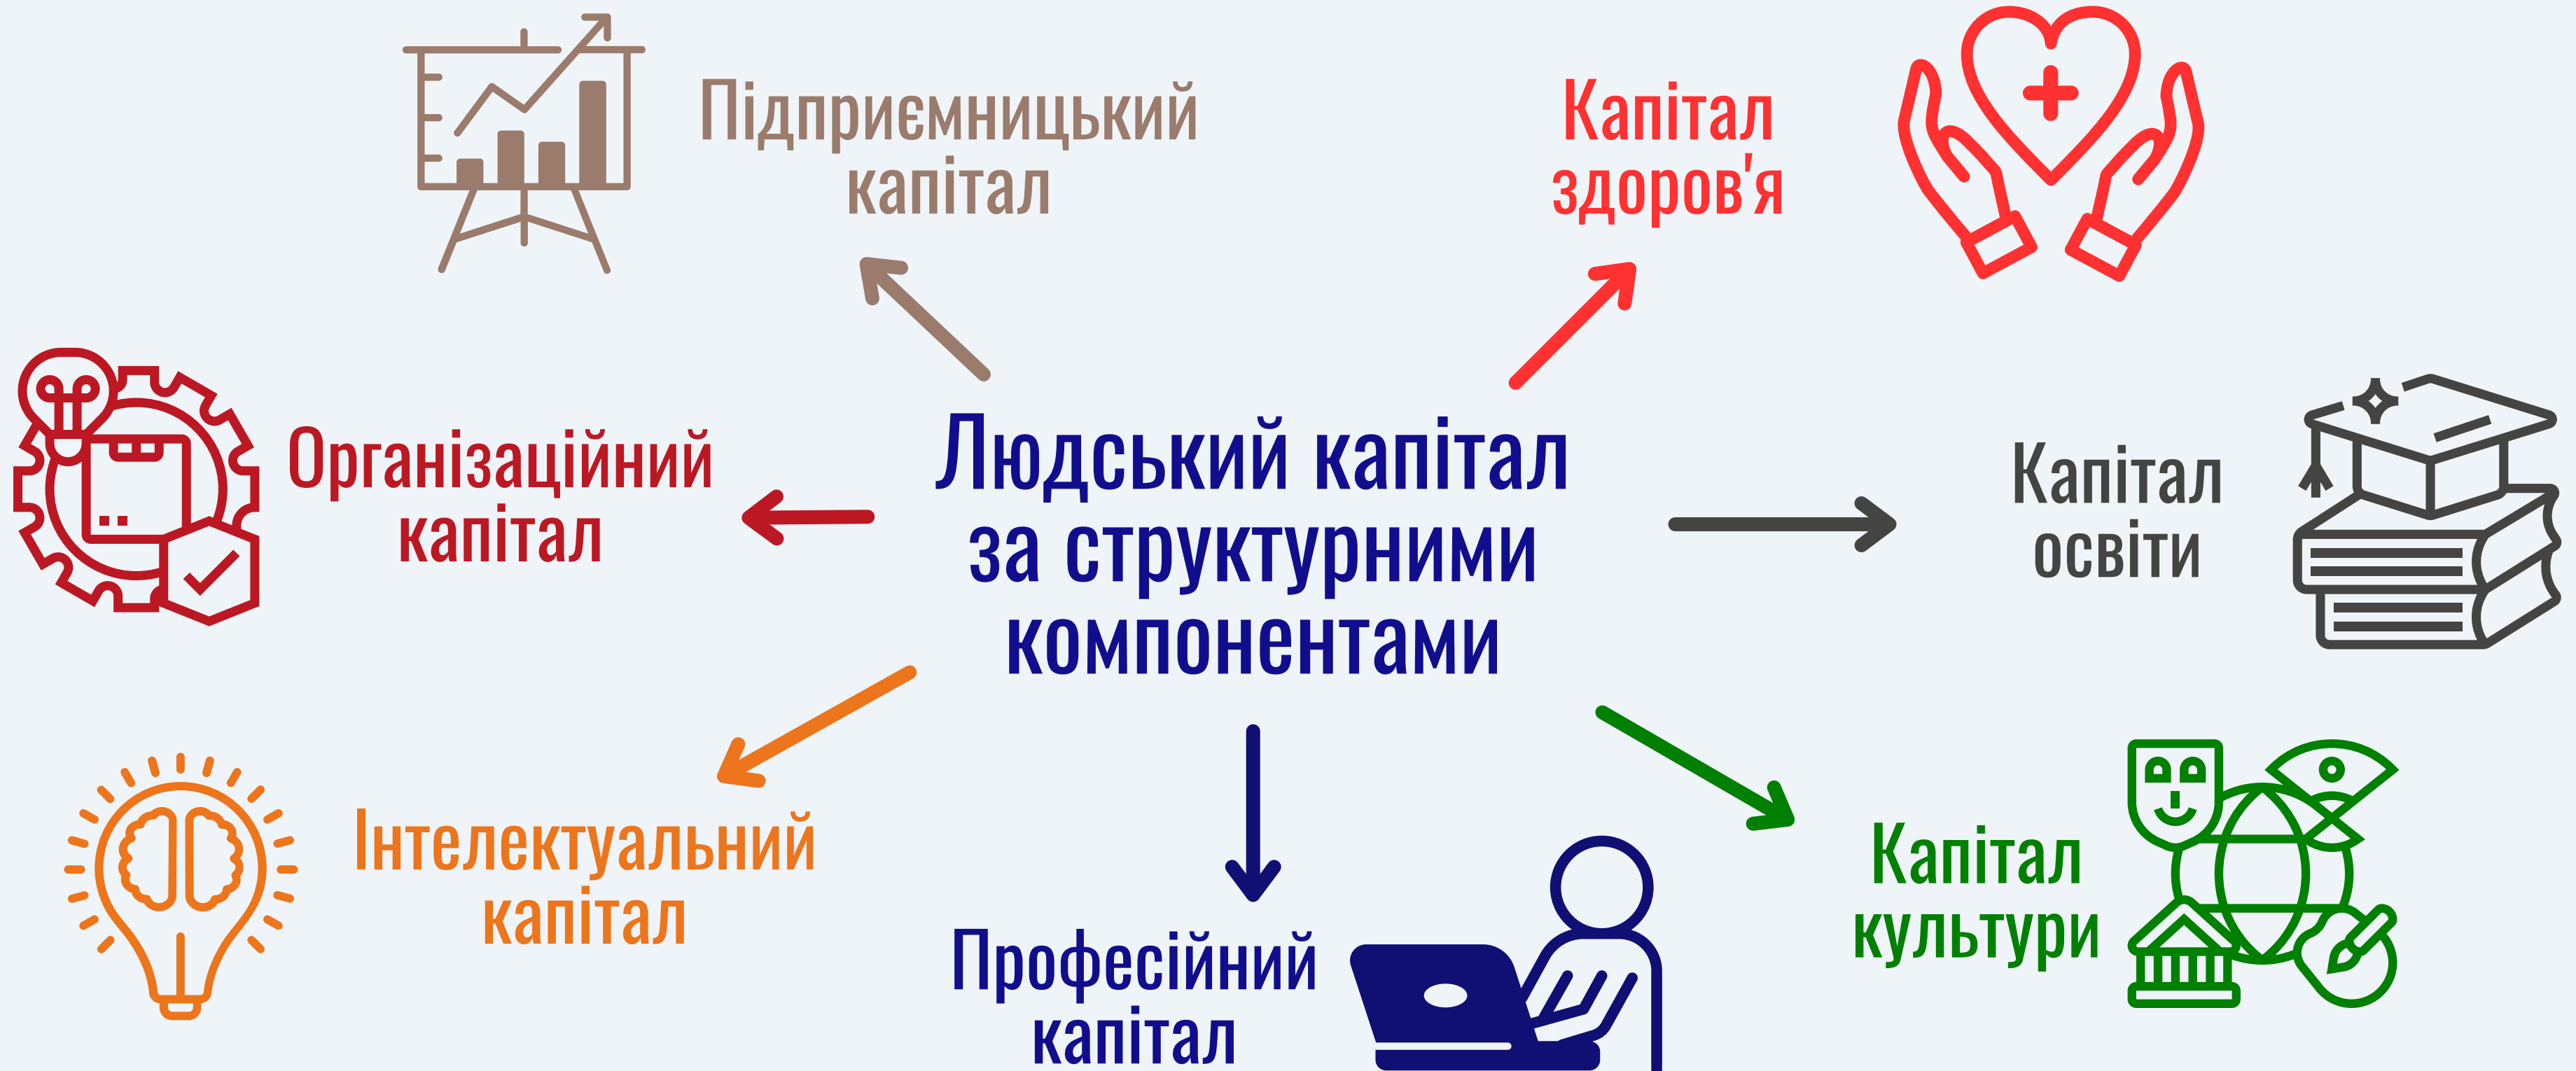 Підприємницький
капітал
Капітал
здоров'я
Організаційний
капітал
Людський капітал
за структурними
компонентами
Капітал
освіти
Інтелектуальний
капітал
Професійний
капітал
Капітал
культури